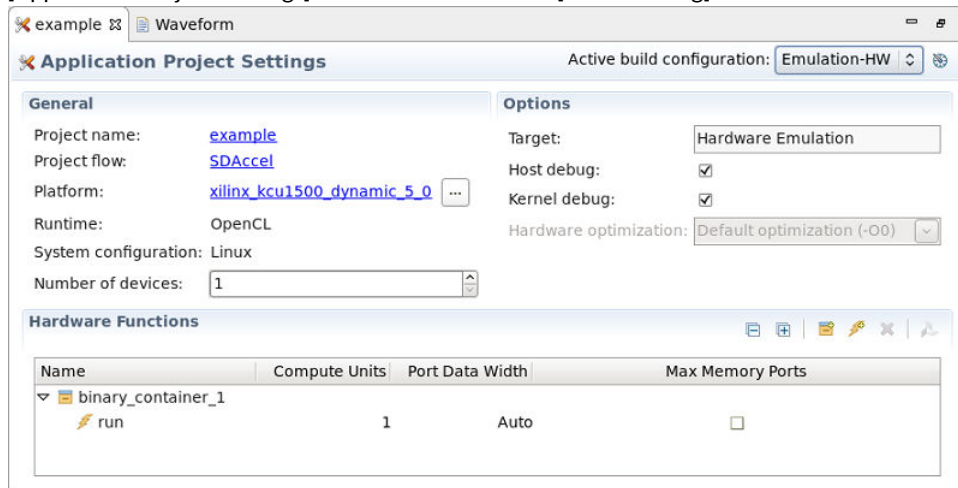 example Waveform
Application Project Settings Active build configuration: Emulation-HW
General Options
Project name: example Target: Hardware Emulation
Project flow: SDAccel Host debug:
Platform: xilinx_kcu1500_dynamic_5_0 ... Kernel debug:
Runtime: OpenCL Hardware optimization: Default optimization (-O0)
System configuration: Linux
Number of devices: 1
Hardware Functions
Name Compute Units Port Data Width Max Memory Ports
binary_container_1
run 1 Auto